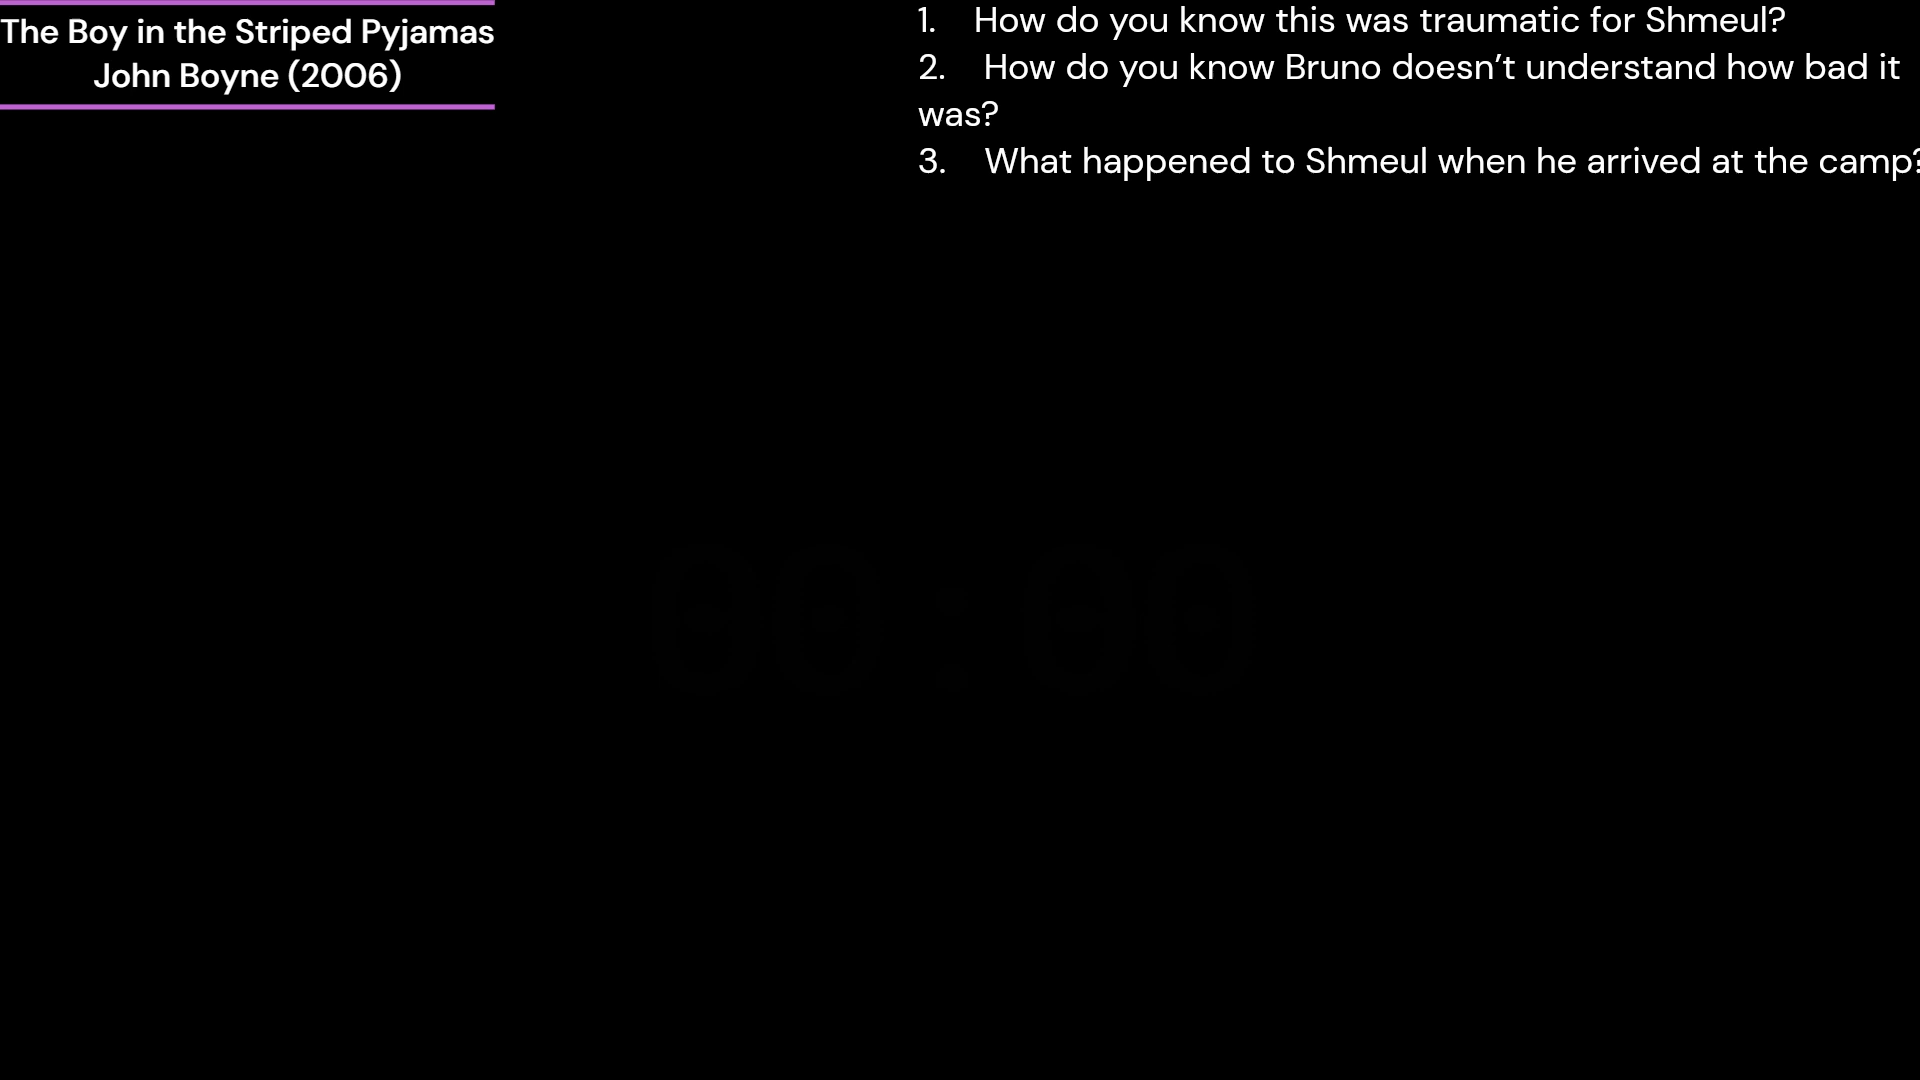 The Boy in the Striped Pyjamas
John Boyne (2006)
1. How do you know this was traumatic for Shmeul?
2. How do you know Bruno doesn’t understand how bad it
was?
3. What happened to Shmeul when he arrived at the camp?
00:00